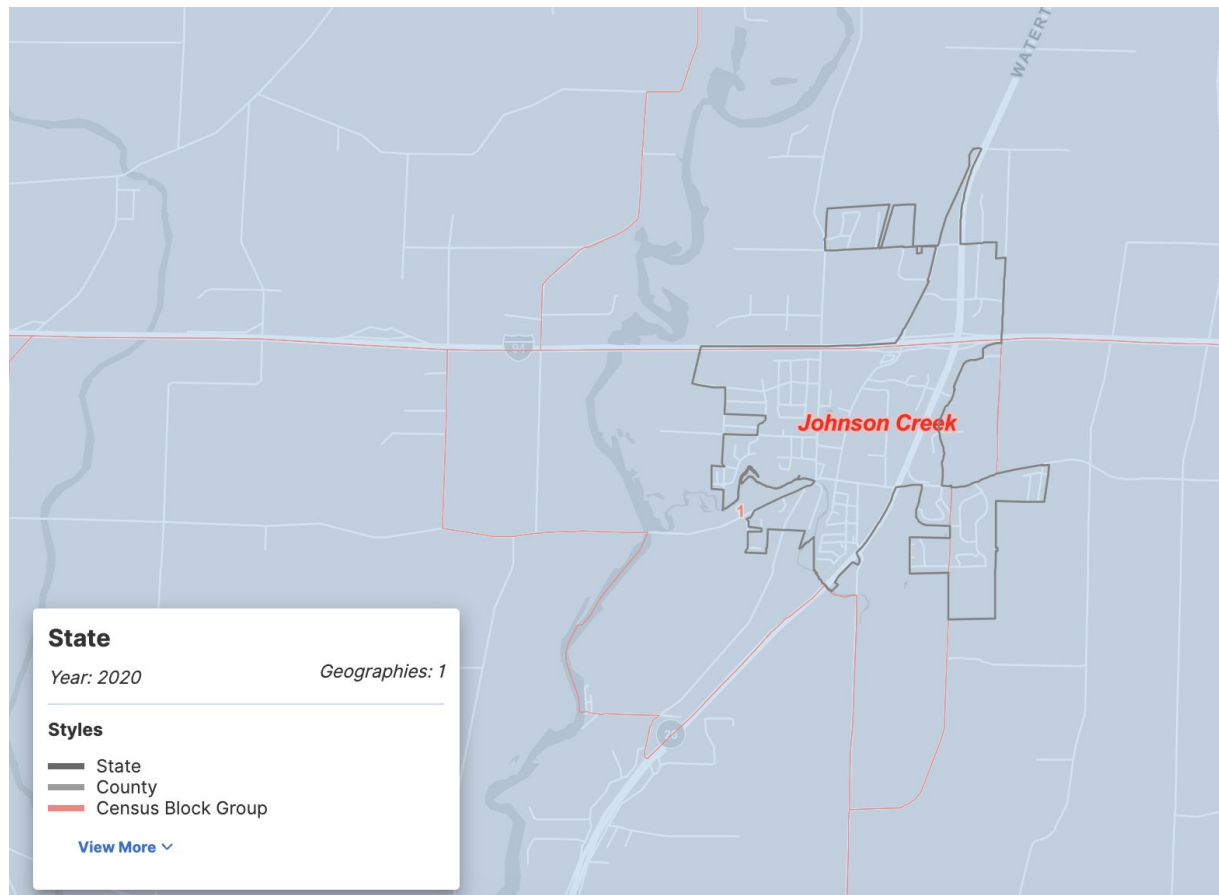 WATERT
94
Johnson Creek
1
26
State
Year: 2020
Geographies: 1
Styles
State
County
Census Block Group
View More